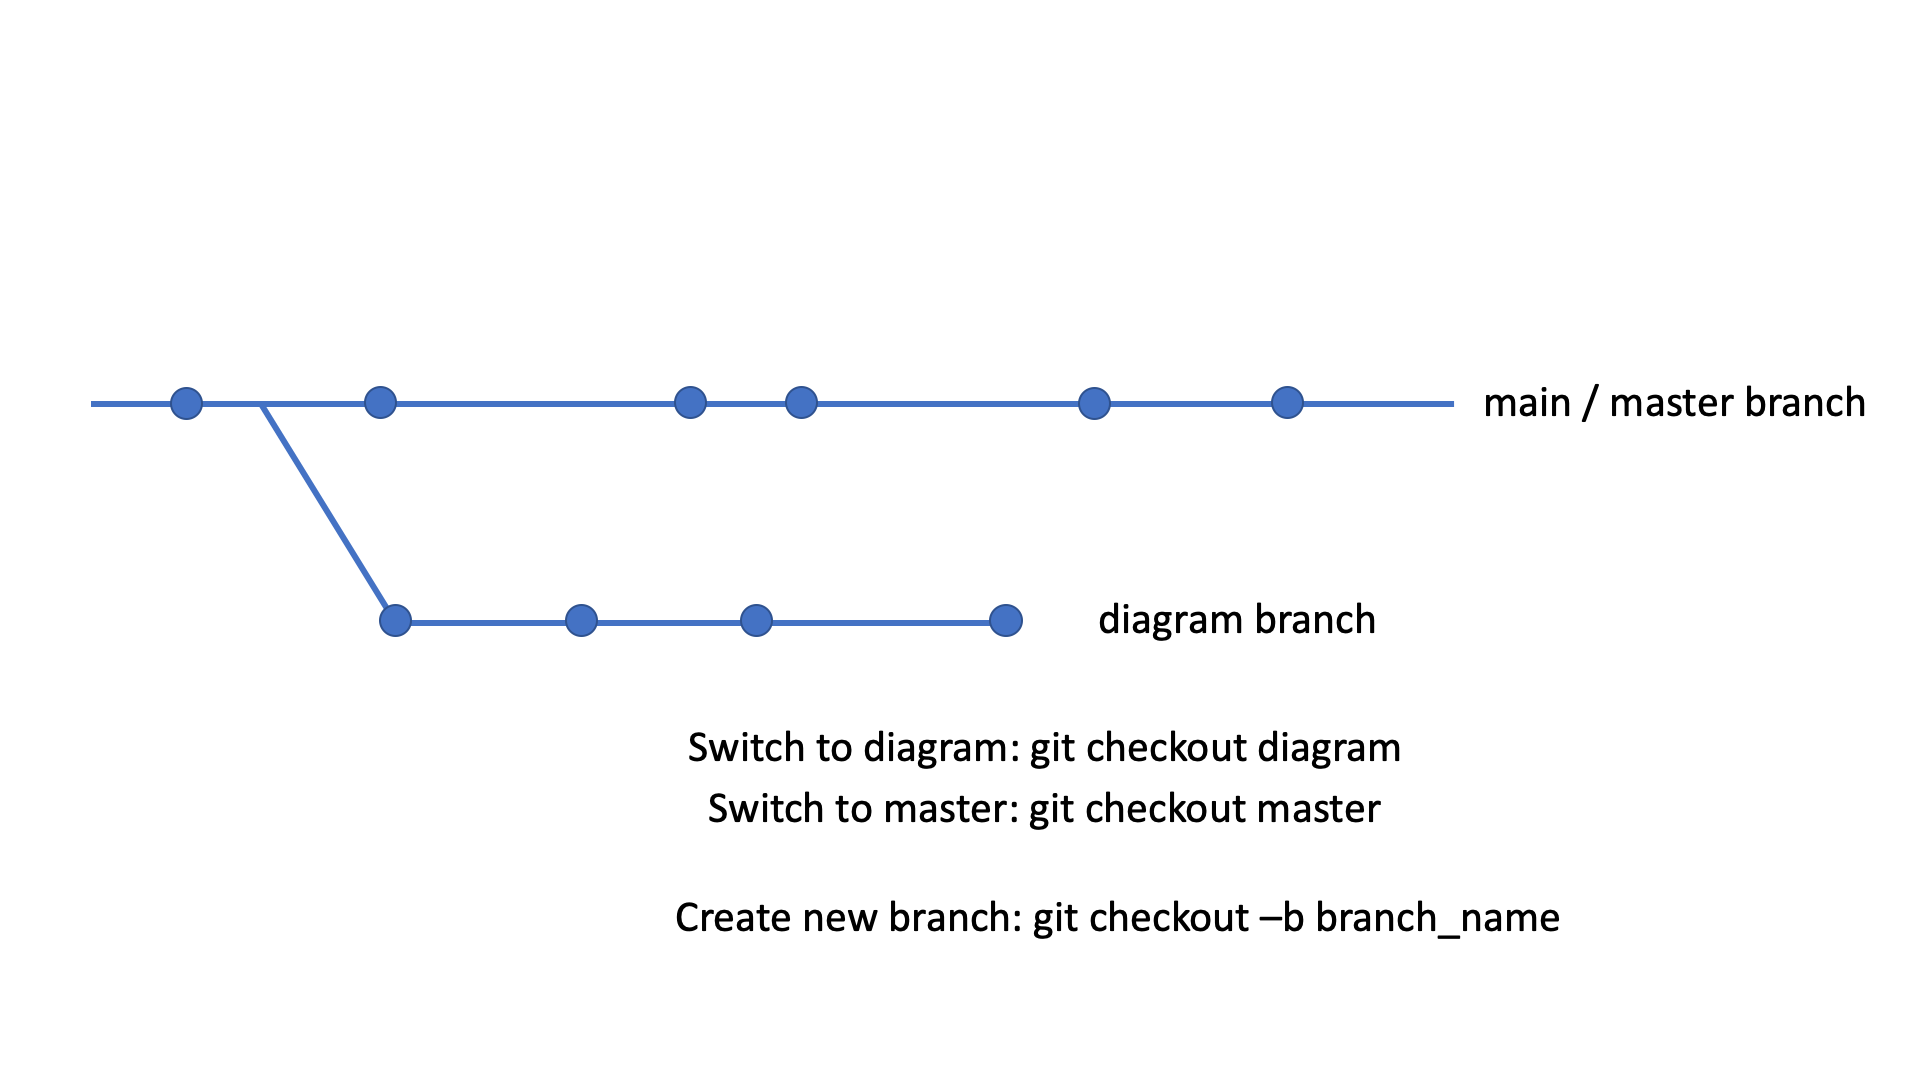 main / master branch
diagram branch
Switch to diagram: git checkout diagram
Switch to master: git checkout master
Create new branch: git checkout –b branch_name